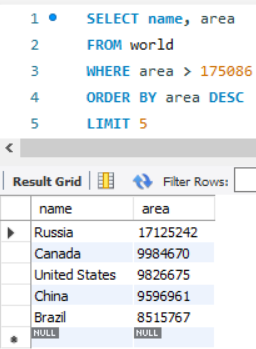 1 SELECT name, area
2 FROM world
3 WHERE area > 175086
4 ORDER BY area DESC
5 LIMIT 5
Result Grid Filter Rows:
name area
Russia 17125242
Canada 9984670
United States 9826675
China 9596961
Brazil 8515767
NULL NULL